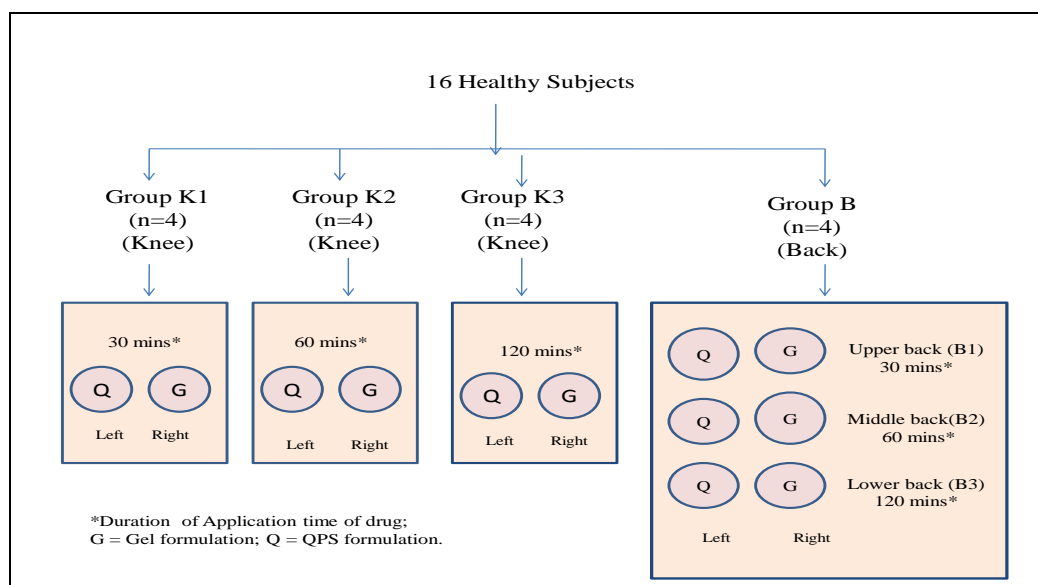 16 Healthy Subjects
Group K1
(n=4)
(Knee)
Group K2
(n=4)
(Knee)
Group K3
(n=4)
(Knee)
Group B
(n=4)
(Back)
30 mins*
Q G
Left Right
60 mins*
Q G
Left Right
120 mins*
Q G
Left Right
Q G Upper back (B1)
30 mins*
Q G Middle back(B2)
60 mins*
Q G Lower back (B3)
120 mins*
Left Right
*Duration of Application time of drug;
G = Gel formulation; Q = QPS formulation.